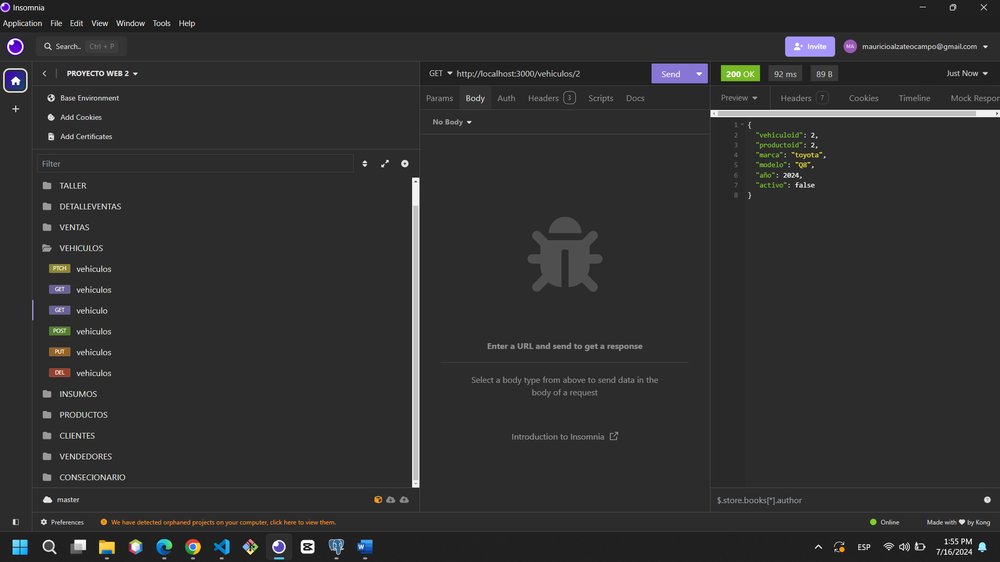 Insomnia
Application File Edit View Window Tools Help
Search.. Ctrl + P
Invite
MA
mauricioalzateocampo@gmail.com
PROYECTO WEB 2
Base Environment
Add Cookies
Add Certificates
Filter
TALLER
DETALLEVENTAS
VENTAS
VEHICULOS
PTCH vehiculos
GET vehiculos
GET vehiculo
POST vehiculos
PUT vehiculos
DEL vehiculos
INSUMOS
PRODUCTOS
CLIENTES
VENDEDORES
CONSECIONARIO
master
GET http://localhost:3000/vehiculos/2 Send
Params Body Auth Headers 3 Scripts Docs
No Body
Enter a URL and send to get a response
Select a body type from above to send data in the
body of a request
Introduction to Insomnia
200 OK 92 ms 89 B Just Now
Preview Headers 7 Cookies Timeline Mock Respon
1 {
2 "vehiculoid": 2,
3 "productoid": 2,
4 "marca": "toyota",
5 "modelo": "Q8",
6 "año": 2024,
7 "activo": false
8 }
$.store.books[*].author
?
Preferences
We have detected orphaned projects on your computer, click here to view them.
Online
Made with ♥ by Kong
ESP
1:55 PM
7/16/2024